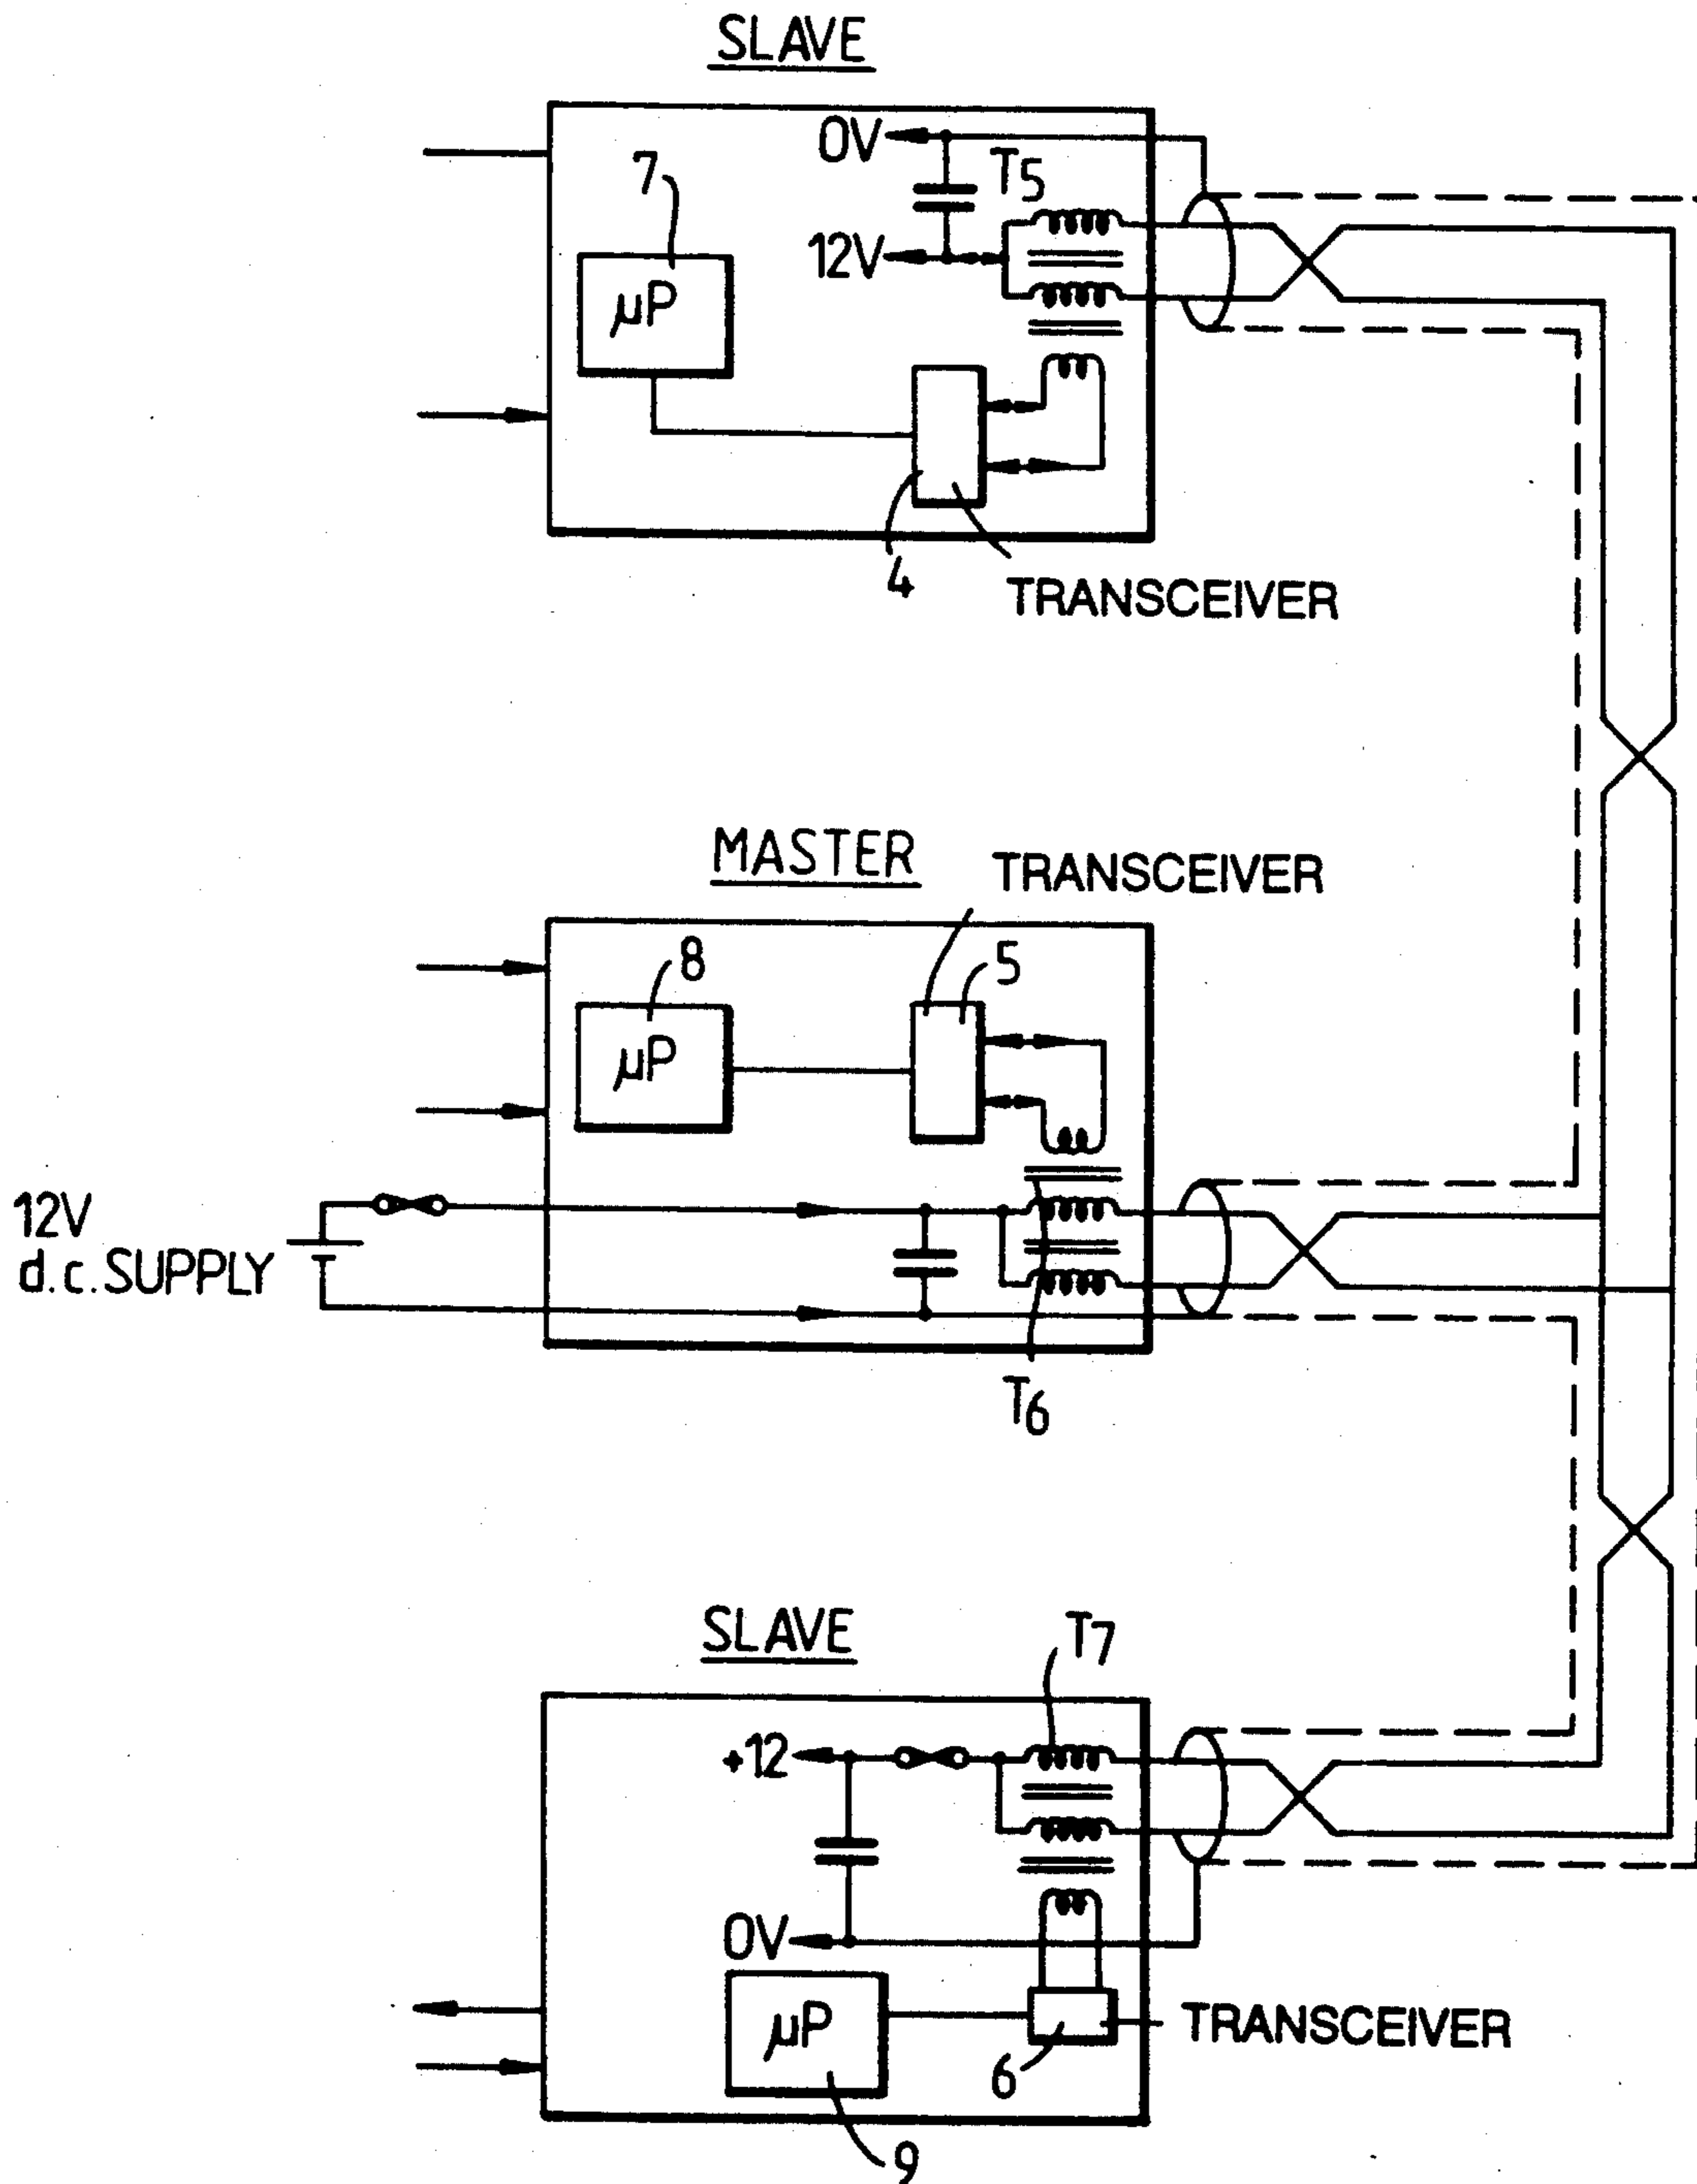 SLAVE
0V
T5
7
12V
µP
4
TRANSCEIVER
MASTER
TRANSCEIVER
8
5
µP
12V
d.c. SUPPLY
T6
SLAVE
T7
+12
0V
µP
TRANSCEIVER
6
9